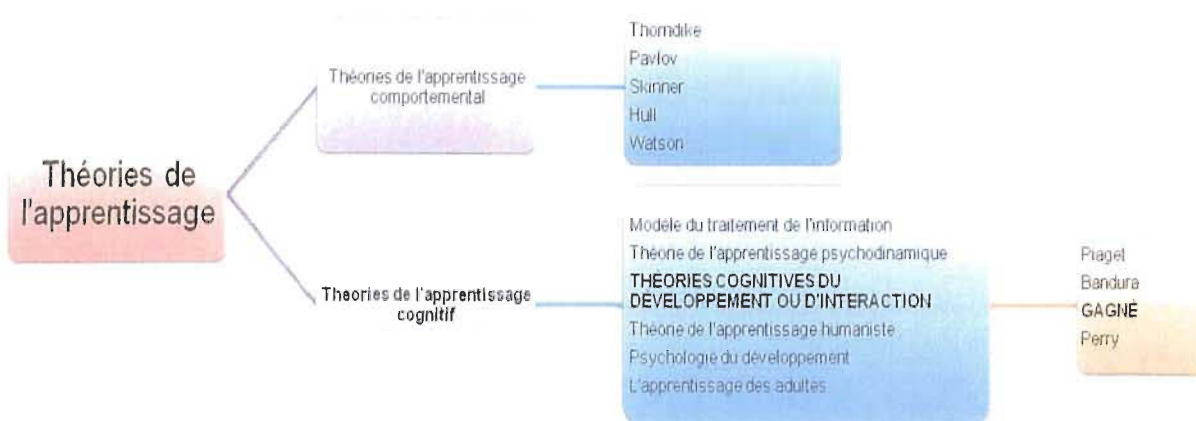 Théories de
l'apprentissage
Théories de l'apprentissage
comportemental
Thorndike
Pavlov
Skinner
Hull
Watson
Théories de l'apprentissage
cognitif
Modèle du traitement de l'information
Théorie de l'apprentissage psychodinamique
THÉORIES COGNITIVES DU
DÉVELOPPEMENT OU D'INTERACTION
Théorie de l'apprentissage humaniste
Psychologie du développement
L'apprentissage des adultes
Piaget
Bandura
GAGNÉ
Perry